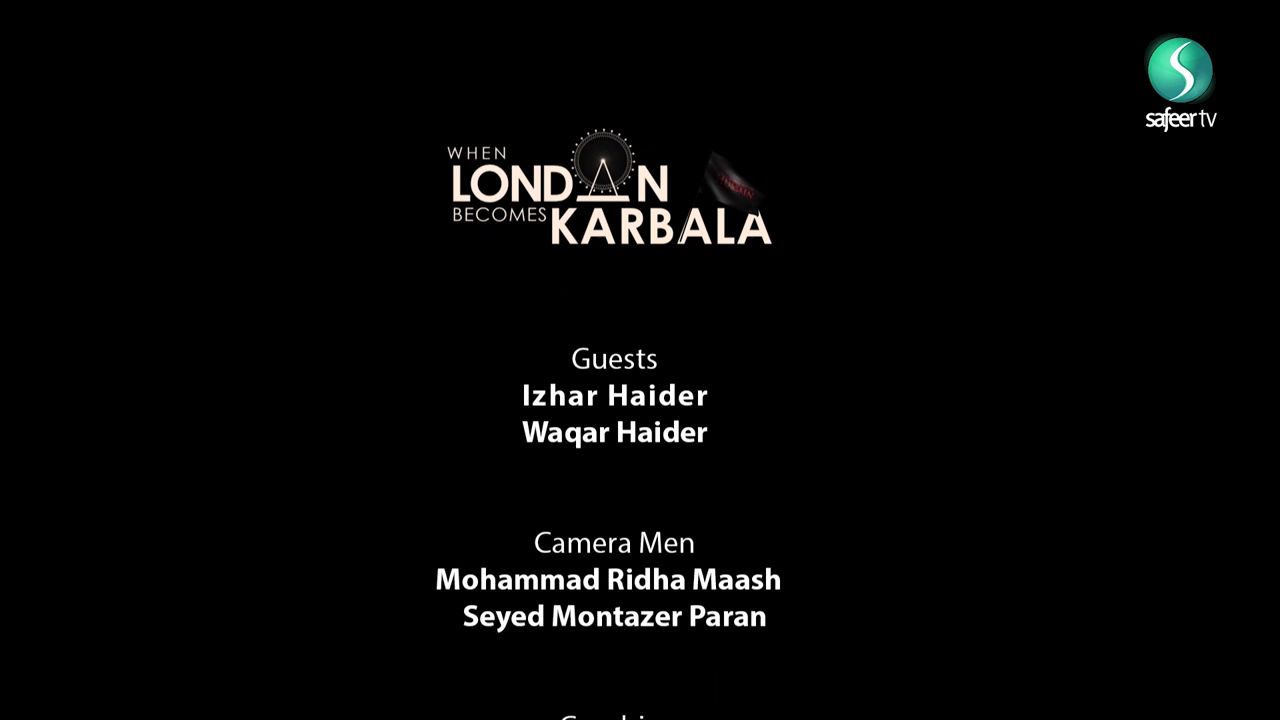 safeer tv
WHEN
LONDON
BECOMES
KARBALA
Guests
Izhar Haider
Waqar Haider
Camera Men
Mohammad Ridha Maash
Seyed Montazer Paran